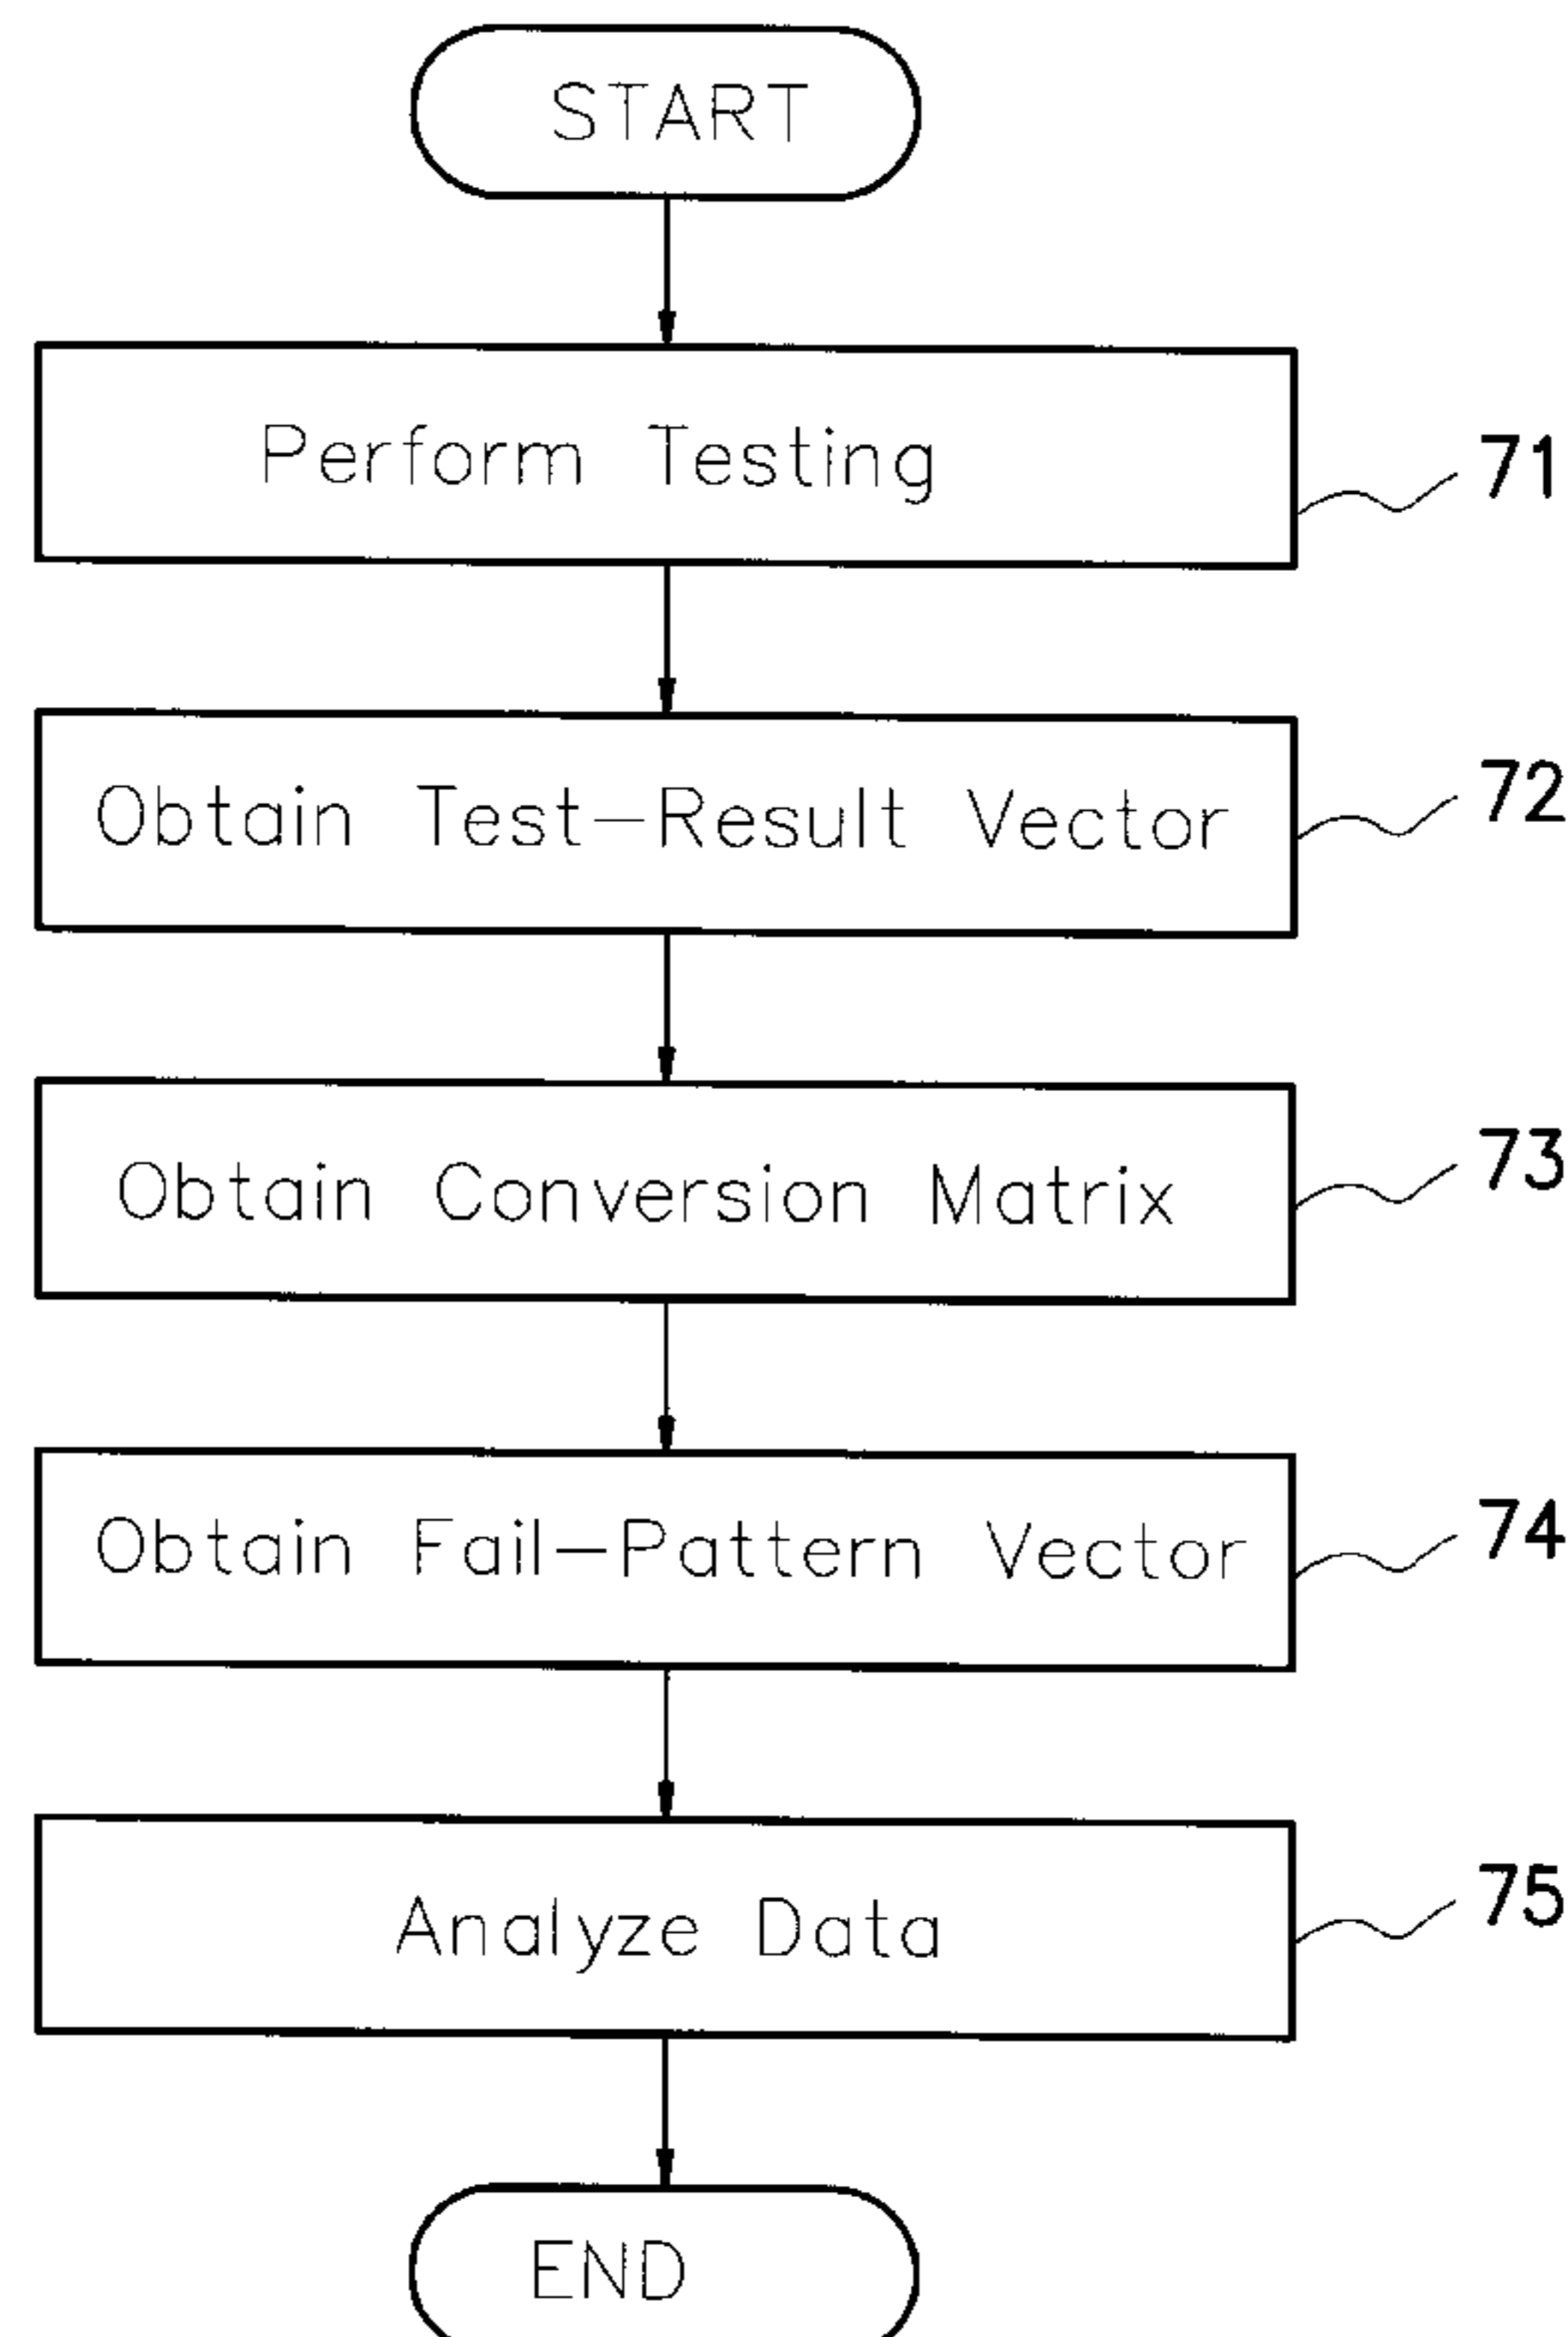 START
Perform Testing
71
Obtain Test-Result Vector
72
Obtain Conversion Matrix
73
Obtain Fail-Pattern Vector
74
Analyze Data
75
END